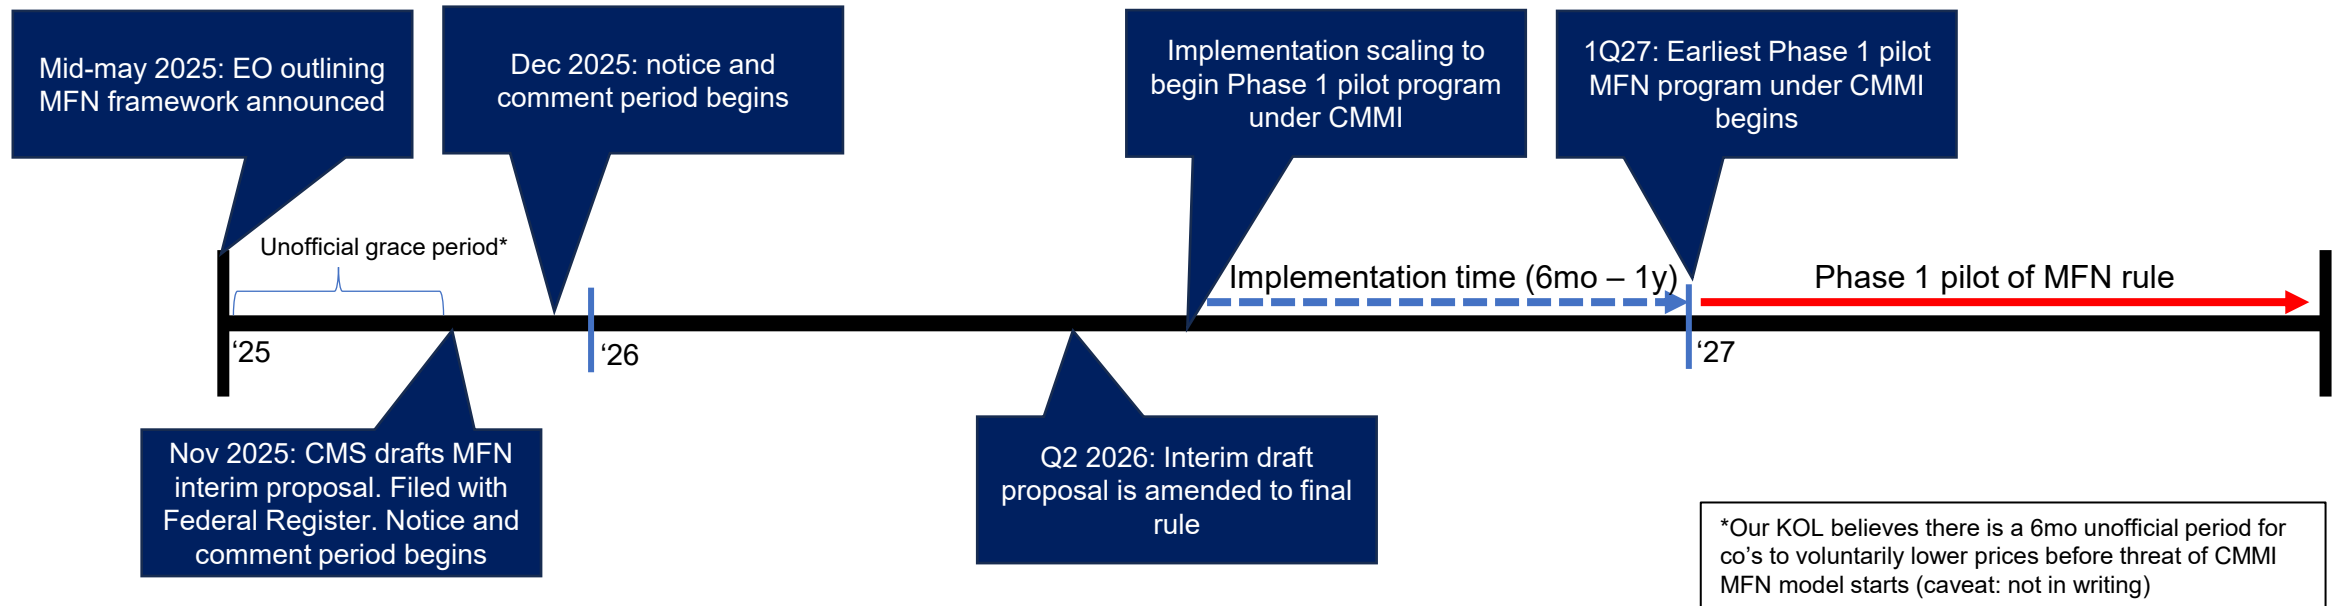 Mid-may 2025: EO outlining
MFN framework announced
Dec 2025: notice and
comment period begins
Implementation scaling to
begin Phase 1 pilot program
under CMMI
1Q27: Earliest Phase 1 pilot
MFN program under CMMI
begins
Unofficial grace period*
Implementation time (6mo – 1y)
Phase 1 pilot of MFN rule
‘25
‘26
‘27
Nov 2025: CMS drafts MFN
interim proposal. Filed with
Federal Register. Notice and
comment period begins
Q2 2026: Interim draft
proposal is amended to final
rule
*Our KOL believes there is a 6mo unofficial period for
co’s to voluntarily lower prices before threat of CMMI
MFN model starts (caveat: not in writing)